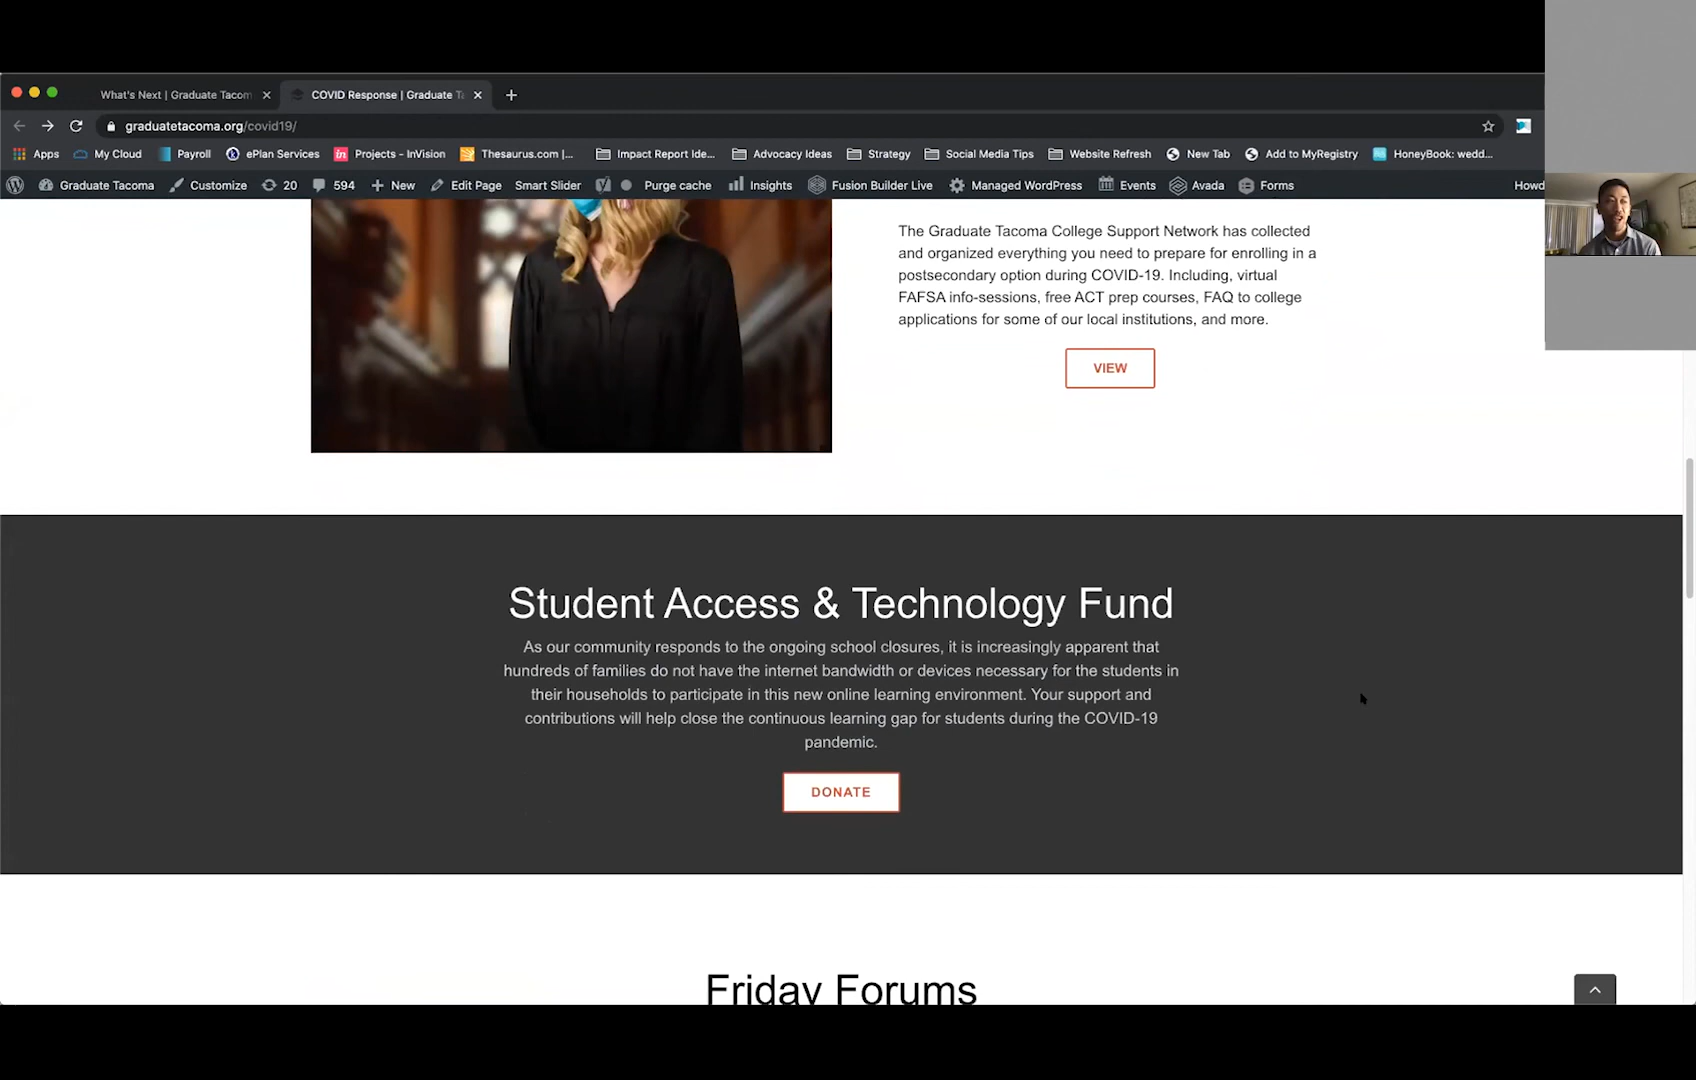 What's Next | Graduate Tacom
COVID Response | Graduate Ta
graduatetacoma.org/covid19/
Apps My Cloud Payroll ePlan Services Projects - InVision Thesaurus.com |... Impact Report Ide... Advocacy Ideas Strategy Social Media Tips Website Refresh New Tab Add to MyRegistry HoneyBook: wedd...
Graduate Tacoma Customize 20 594 New Edit Page Smart Slider Purge cache Insights Fusion Builder Live Managed WordPress Events Avada Forms Howd
The Graduate Tacoma College Support Network has collected
and organized everything you need to prepare for enrolling in a
postsecondary option during COVID-19. Including, virtual
FAFSA info-sessions, free ACT prep courses, FAQ to college
applications for some of our local institutions, and more.
VIEW
Student Access & Technology Fund
As our community responds to the ongoing school closures, it is increasingly apparent that
hundreds of families do not have the internet bandwidth or devices necessary for the students in
their households to participate in this new online learning environment. Your support and
contributions will help close the continuous learning gap for students during the COVID-19
pandemic.
DONATE
Friday Forums